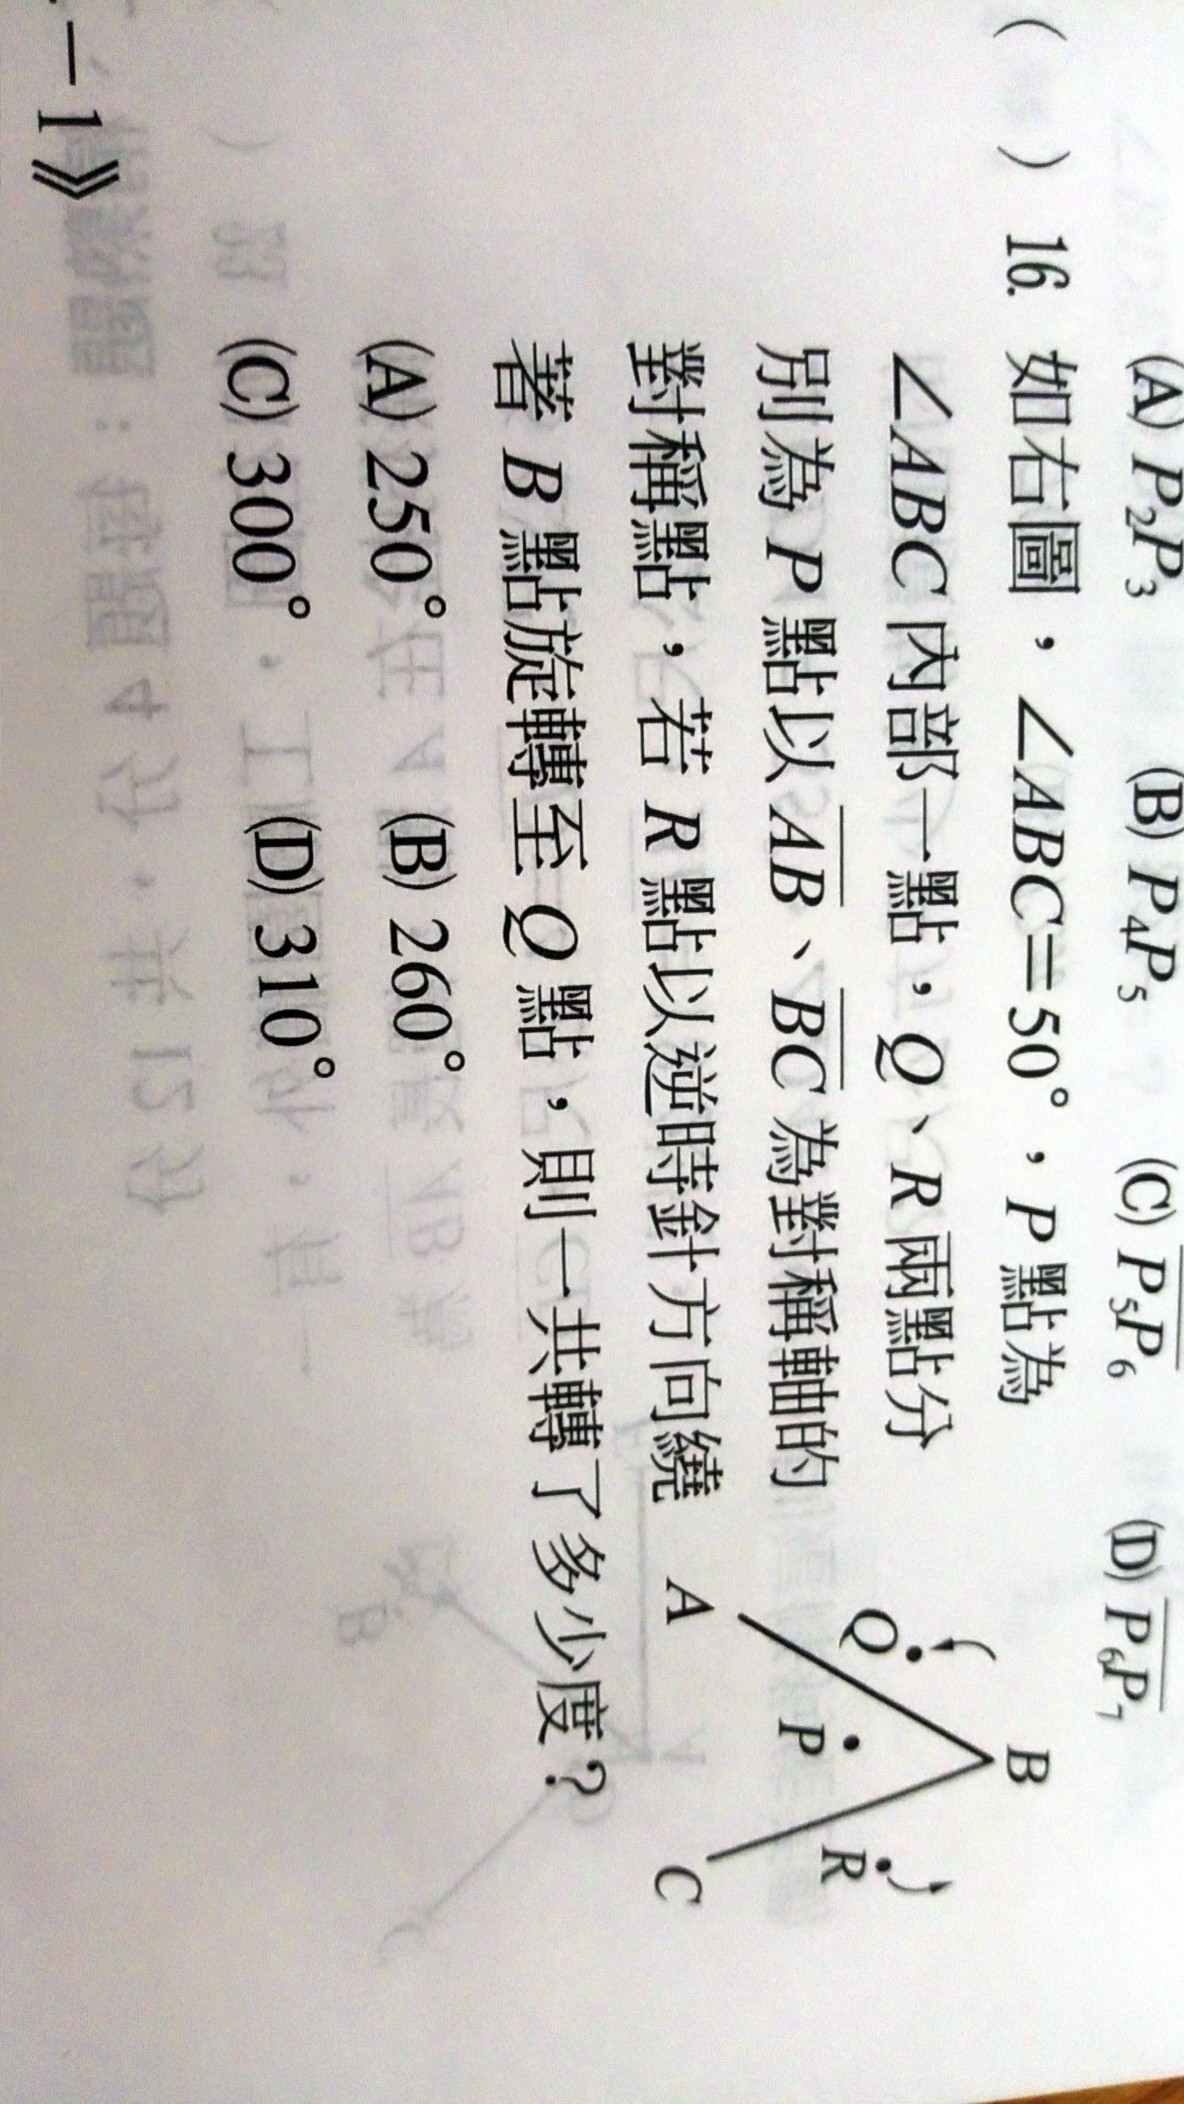 (A) P₂P₃ (B) P₄P₅ (C) P₅P₆ (D) P₆P₇
( ) 16. 如右圖，∠ABC=50°，P 點為
∠ABC 內部一點，Q、R 兩點分
別為 P 點以 AB、BC 為對稱軸的
對稱點，若 R 點以逆時針方向繞
著 B 點旋轉至 Q 點，則一共轉了多少度？
(A) 250° (B) 260°
(C) 300° (D) 310°
B
Q
P
R
A
C
－1》